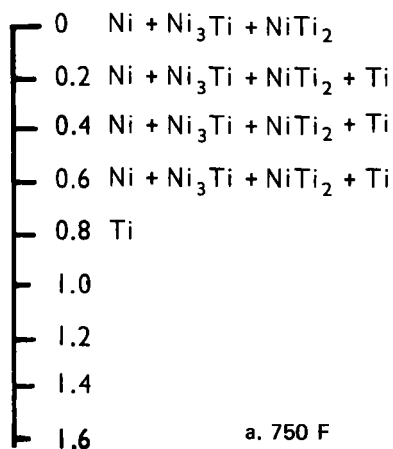 0 Ni + Ni₃Ti + NiTi₂
0.2 Ni + Ni₃Ti + NiTi₂ + Ti
0.4 Ni + Ni₃Ti + NiTi₂ + Ti
0.6 Ni + Ni₃Ti + NiTi₂ + Ti
0.8 Ti
1.0
1.2
1.4
1.6
a. 750 F